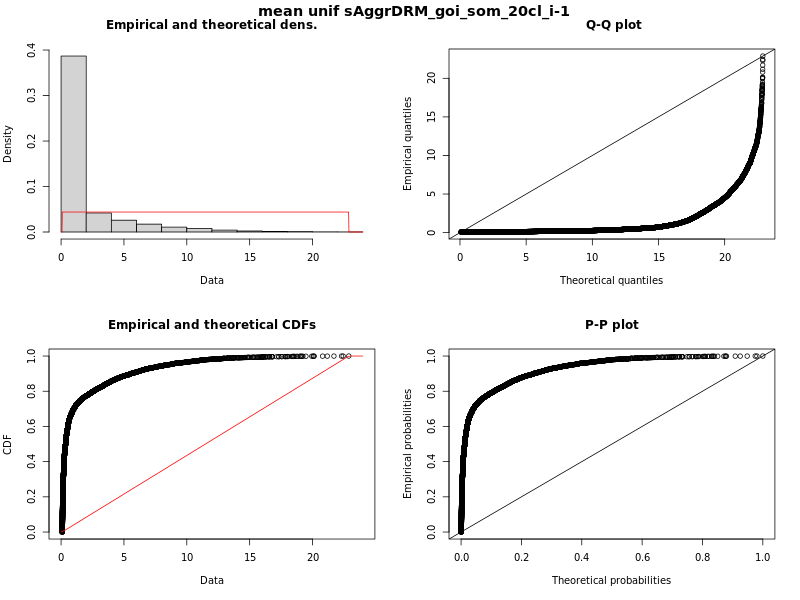 mean unif sAggrDRM_goi_som_20cl_i-1
Empirical and theoretical dens.
Density
0.0 0.1 0.2 0.3 0.4
0 5 10 15 20
Data
Q-Q plot
Empirical quantiles
0 5 10 15 20
0 5 10 15 20
Theoretical quantiles
Empirical and theoretical CDFs
CDF
0.0 0.2 0.4 0.6 0.8 1.0
0 5 10 15 20
Data
P-P plot
Empirical probabilities
0.0 0.2 0.4 0.6 0.8 1.0
0.0 0.2 0.4 0.6 0.8 1.0
Theoretical probabilities